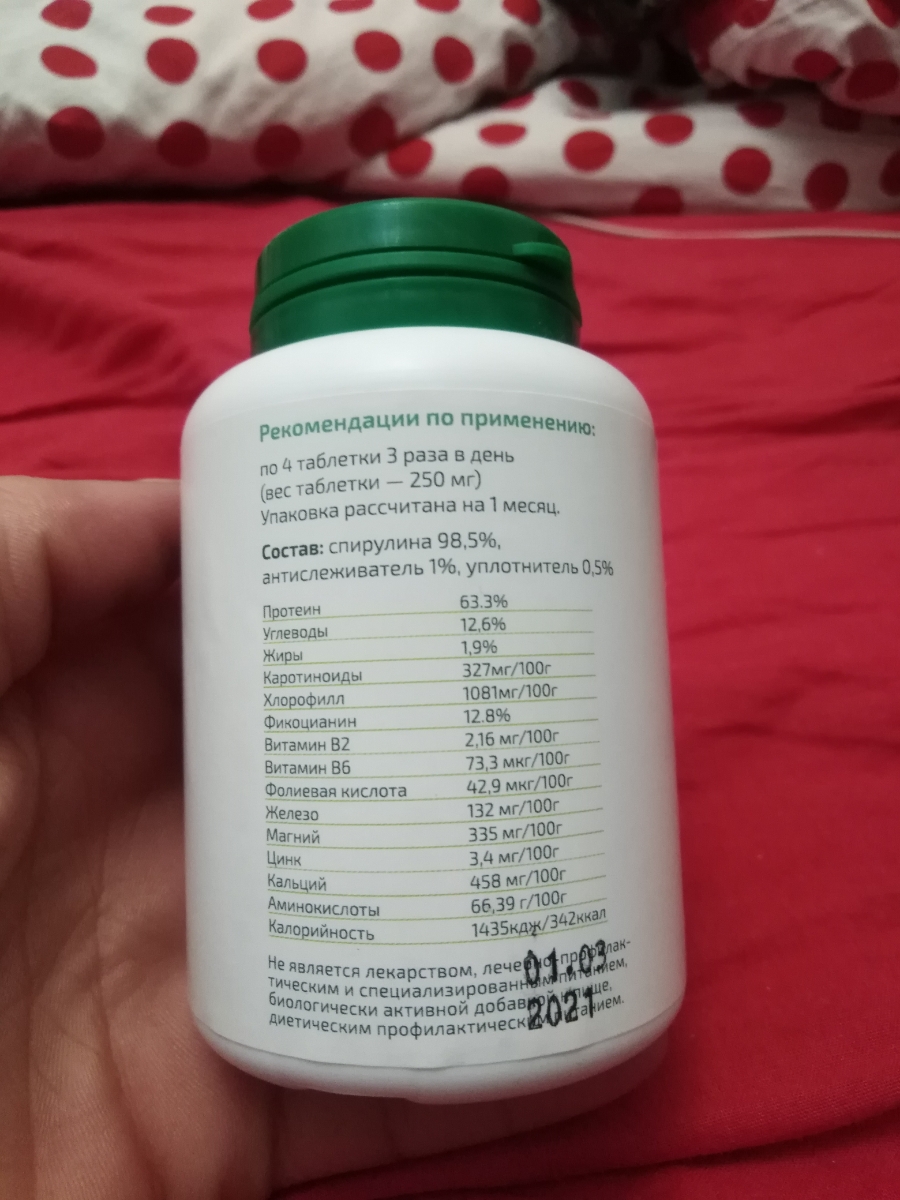 Рекомендации по применению:
по 4 таблетки 3 раза в день
(вес таблетки — 250 мг)
Упаковка рассчитана на 1 месяц.
Состав: спирулина 98,5%,
антислеживатель 1%, уплотнитель 0,5%
Протеин 63.3%
Углеводы 12,6%
Жиры 1,9%
Каротиноиды 327мг/100г
Хлорофилл 1081мг/100г
Фикоцианин 12.8%
Витамин В2 2,16 мг/100г
Витамин В6 73,3 мкг/100г
Фолиевая кислота 42,9 мкг/100г
Железо 132 мг/100г
Магний 335 мг/100г
Цинк 3,4 мг/100г
Кальций 458 мг/100г
Аминокислоты 66,39 г/100г
Калорийность 1435кдж/342ккал
Не является лекарством, лечебно-профилак-
тическим и специализированным питанием,
биологически активной добавкой к пище,
диетическим профилактическим питанием.
01.03
2021